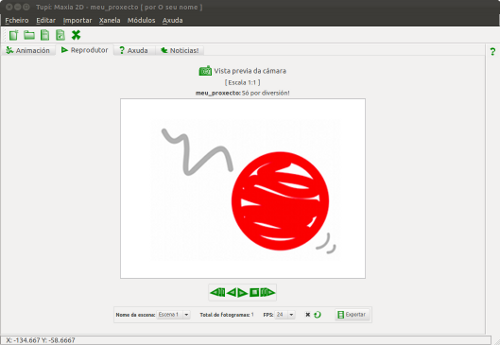 Tupi: Maxia 2D - meu_proxecto [ por O seu nome ]
Ficheiro Editar Importar Xanela Módulos Axuda
Animación Reprodutor Axuda Noticias!
Vista previa da cámara
[ Escala 1:1 ]
meu_proxecto: Só por diversión!
Nome da escena: Escena 1 Total de fotogramas: 1 FPS: 24 Exportar
X: -134.667 Y: -58.6667